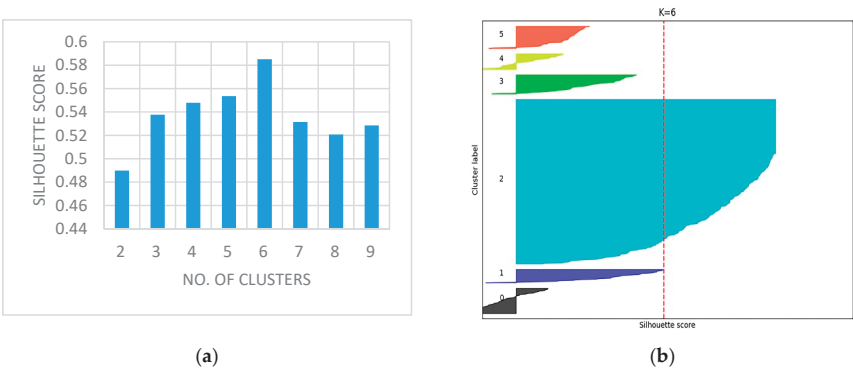 0.6
0.58
0.56
0.54
0.52
0.5
0.48
0.46
0.44
SILHOUETTE SCORE
2 3 4 5 6 7 8 9
NO. OF CLUSTERS
(a)
K=6
5
4
3
2
1
0
Cluster label
Silhouette score
(b)